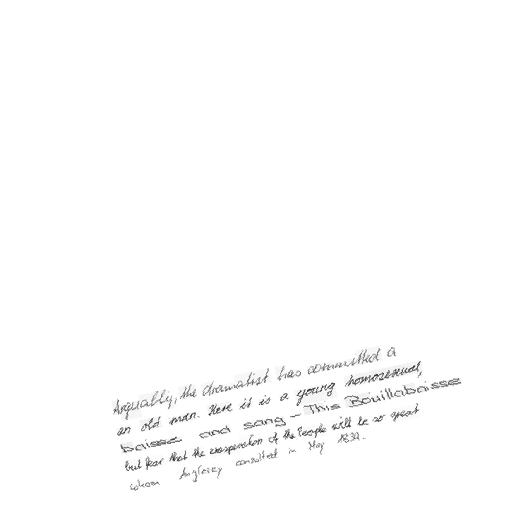 Arguably, the dramatist has committed a
an old man. Here it is a young homosexual,
baisse and sang - This Bouillabaisse
but fear that the exasperation of the People will be so great
whom Anglesey consulted in May 1832.